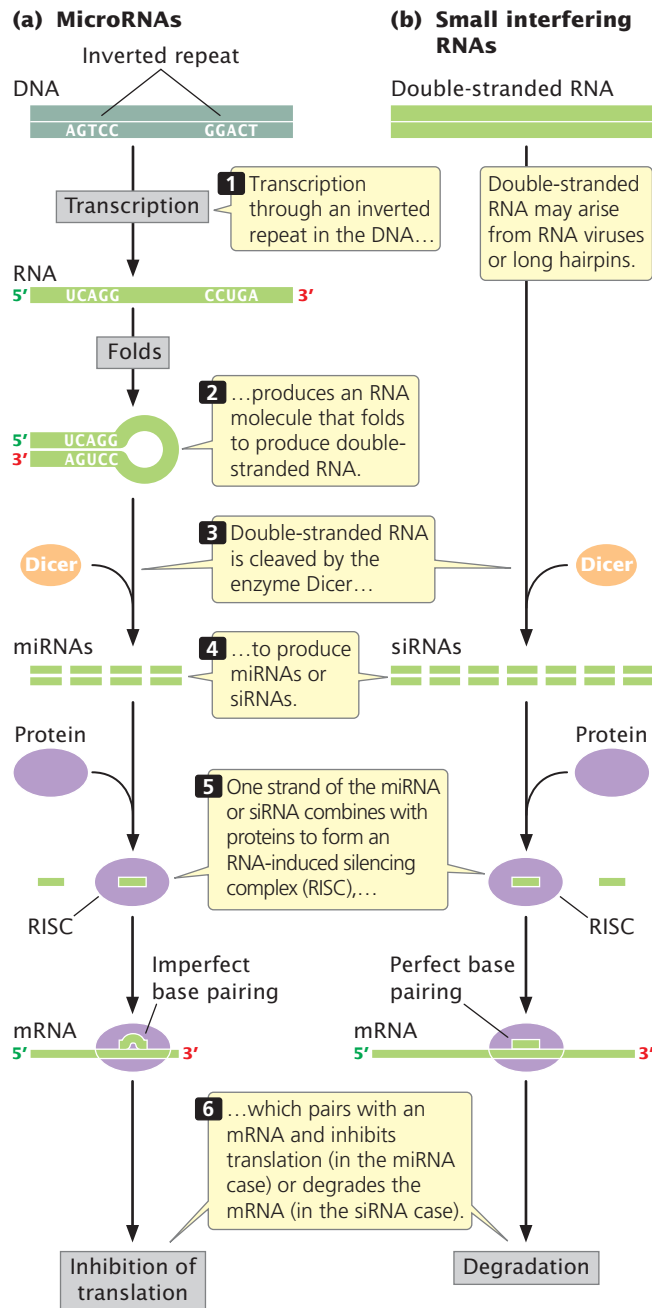 (a) MicroRNAs
Inverted repeat
DNA
AGTCC GGACT
Transcription
1 Transcription
through an inverted
repeat in the DNA…
RNA
5′ UCAGG CCUGA 3′
Folds
2 …produces an RNA
molecule that folds
to produce double-
stranded RNA.
5′ UCAGG
3′ AGUCC
3 Double-stranded RNA
is cleaved by the
enzyme Dicer…
Dicer
miRNAs
4 …to produce
miRNAs or
siRNAs.
Protein
5 One strand of the miRNA
or siRNA combines with
proteins to form an
RNA-induced silencing
complex (RISC),…
RISC
Imperfect
base pairing
mRNA
5′ 3′
6 …which pairs with an
mRNA and inhibits
translation (in the miRNA
case) or degrades the
mRNA (in the siRNA case).
Inhibition of
translation
(b) Small interfering
RNAs
Double-stranded RNA
Double-stranded
RNA may arise
from RNA viruses
or long hairpins.
Dicer
siRNAs
Protein
RISC
Perfect base
pairing
mRNA
5′ 3′
Degradation